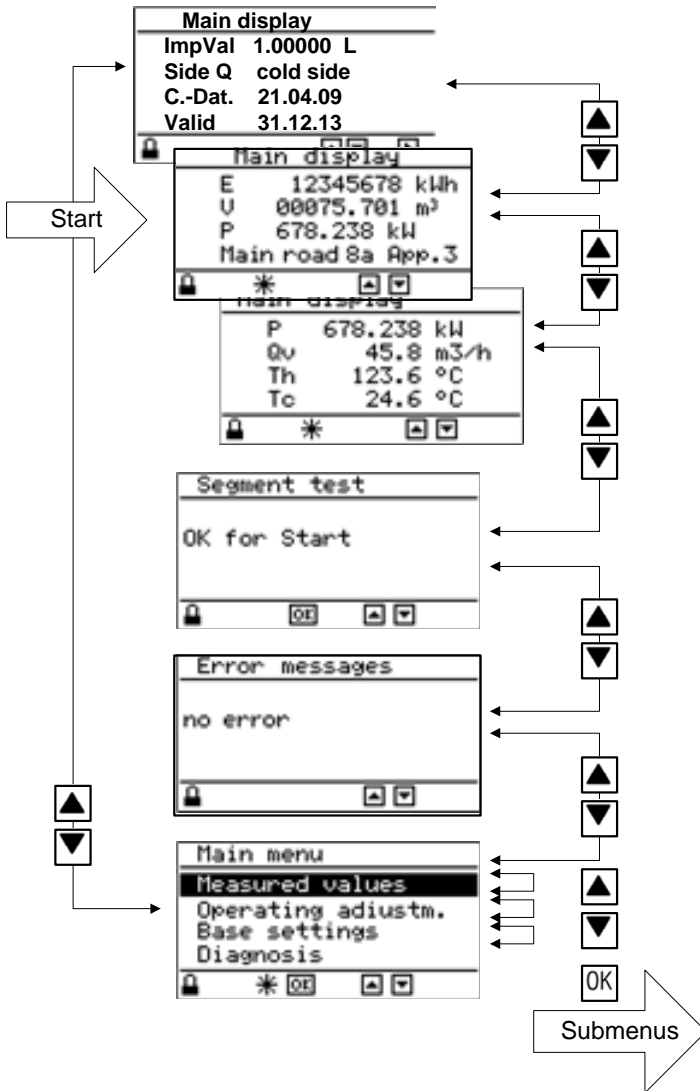 Main display
ImpVal 1.00000 L
Side Q cold side
C.-Dat. 21.04.09
Valid 31.12.13
Main display
E 12345678 kWh
V 00075.701 m³
P 678.238 kW
Main road 8a App.3
Start
Main display
P 678.238 kW
Qv 45.8 m3/h
Th 123.6 °C
Tc 24.6 °C
Segment test
OK for Start
OK
Error messages
no error
Main menu
Measured values
Operating adiustm.
Base settings
Diagnosis
OK
OK
Submenus